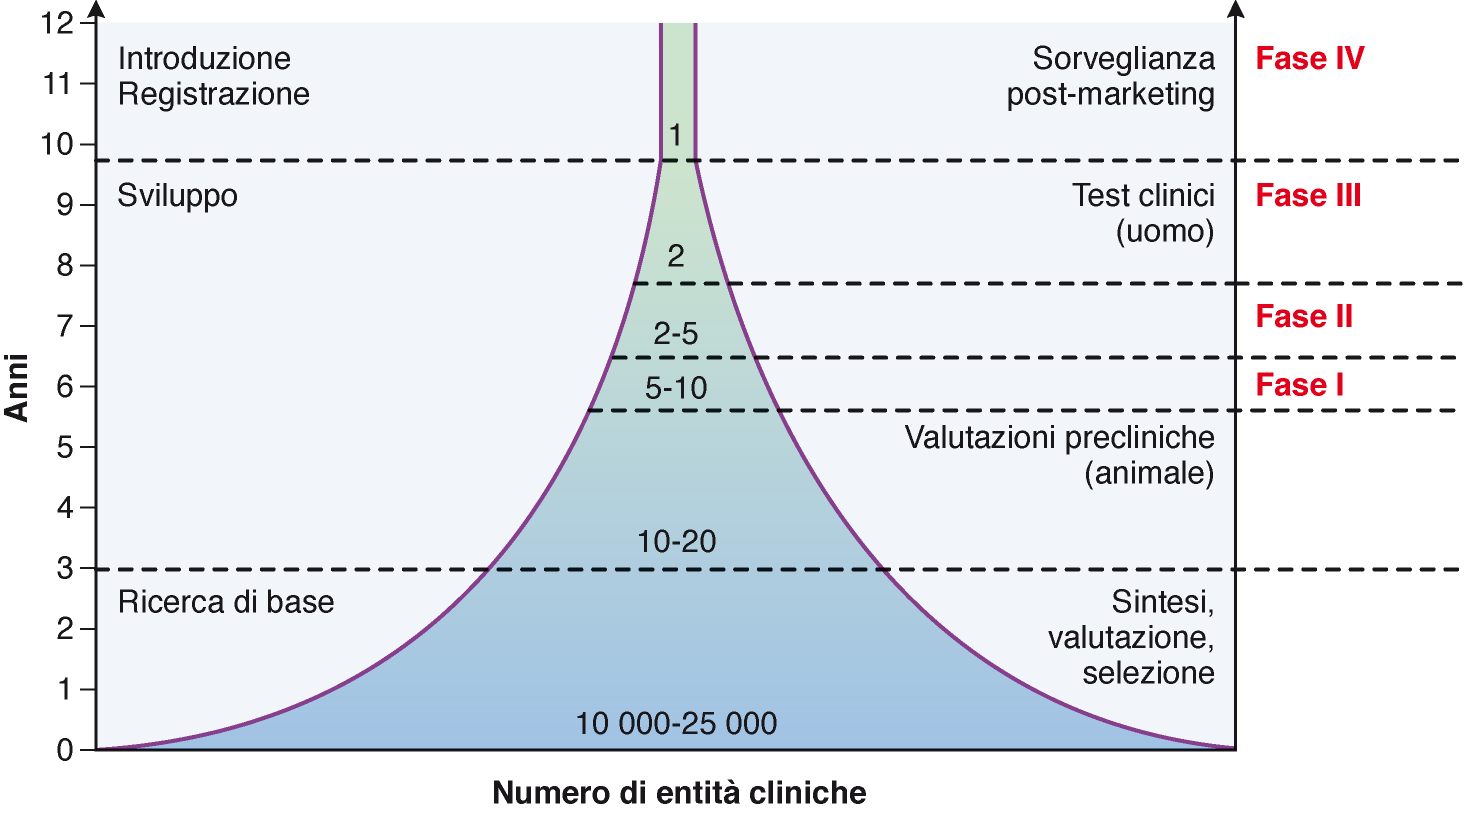 12
Introduzione
Registrazione
Sorveglianza
post-marketing
Fase IV
11
10
1
Sviluppo
Test clinici
(uomo)
Fase III
9
8
2
7
2-5
Fase II
6
5-10
Fase I
Anni
Valutazioni precliniche
(animale)
5
4
10-20
3
Ricerca di base
Sintesi,
valutazione,
selezione
2
1
10 000-25 000
0
Numero di entità cliniche